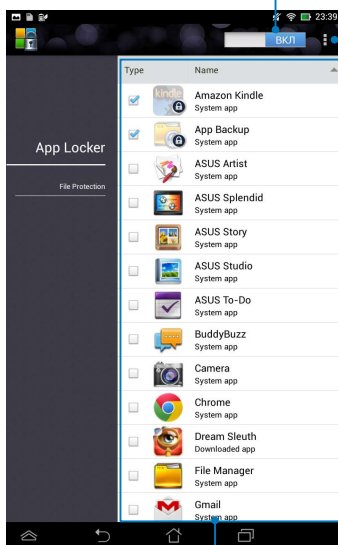 23:39
ВКЛ
Type Name
App Locker
File Protection
kindle
Amazon Kindle
System app
App Backup
System app
ASUS Artist
System app
ASUS Splendid
System app
ASUS Story
System app
ASUS Studio
System app
ASUS To-Do
System app
BuddyBuzz
System app
Camera
System app
Chrome
System app
Dream Sleuth
Downloaded app
File Manager
System app
Gmail
System app